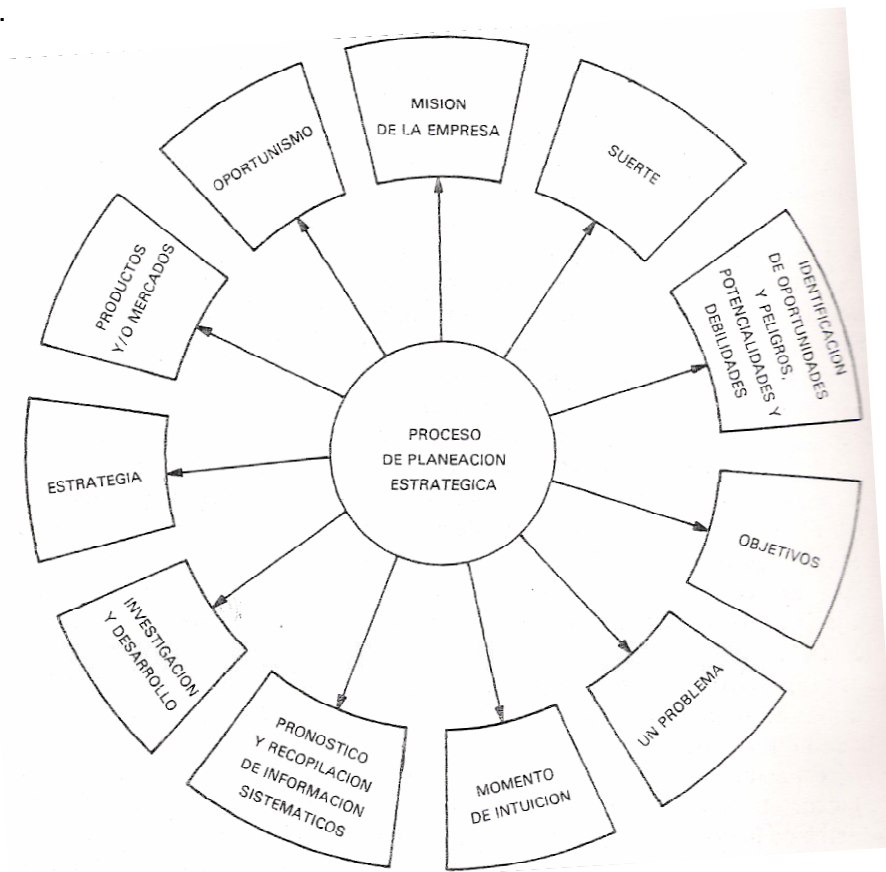 MISION
DE LA EMPRESA
SUERTE
IDENTIFICACION
DE OPORTUNIDADES
Y PELIGROS,
POTENCIALIDADES Y
DEBILIDADES
OBJETIVOS
UN PROBLEMA
MOMENTO
DE INTUICION
PRONOSTICO
Y RECOPILACION
DE INFORMACION
SISTEMATICOS
INVESTIGACION
Y DESARROLLO
ESTRATEGIA
PRODUCTOS
Y/O MERCADOS
OPORTUNISMO
PROCESO
DE PLANEACION
ESTRATEGICA